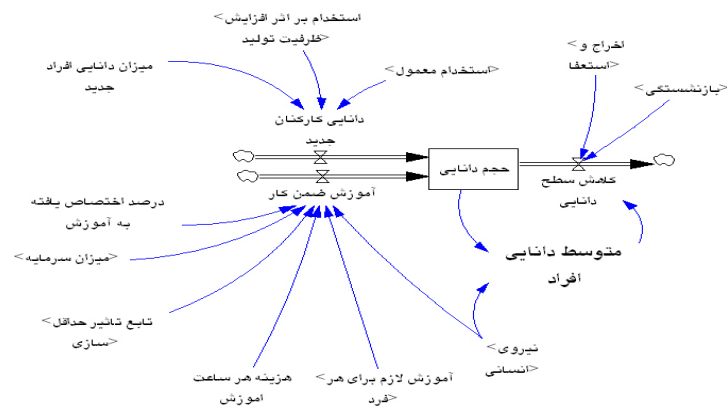 <استخدام بر اثر افزایش
ظرفیت تولید>
میزان دانایی افراد
جدید
<استخدام معمول>
<اخراج و
استعفا>
<بازنشستگی>
دانایی کارکنان
جدید
حجم دانایی
آموزش ضمن کار
کاهش سطح
دانایی
درصد اختصاص یافته
به آموزش
<میزان سرمایه>
متوسط دانایی
افراد
<تابع تاثیر حداقل
سازی>
<نیروی
انسانی>
هزینه هر ساعت
اموزش
<آموزش لازم برای هر
فرد>